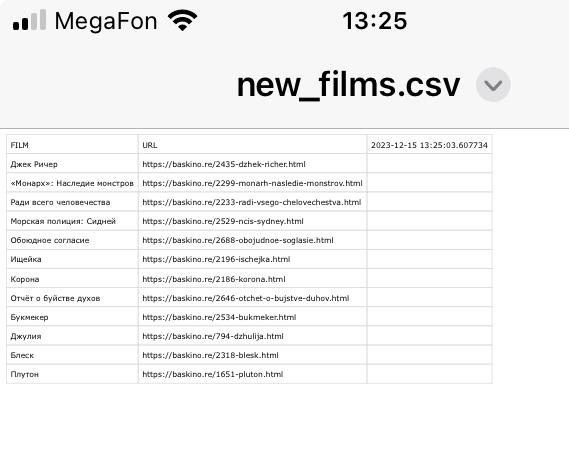 MegaFon 13:25
new_films.csv
FILM URL 2023-12-15 13:25:03.607734
Джек Ричер https://baskino.re/2435-dzhek-richer.html
«Монарх»: Наследие монстров https://baskino.re/2299-monarh-nasledie-monstrov.html
Ради всего человечества https://baskino.re/2233-radi-vsego-chelovechestva.html
Морская полиция: Сидней https://baskino.re/2529-ncis-sydney.html
Обоюдное согласие https://baskino.re/2688-obojudnoe-soglasie.html
Ищейка https://baskino.re/2196-ischejka.html
Корона https://baskino.re/2186-korona.html
Отчёт о буйстве духов https://baskino.re/2646-otchet-o-bujstve-duhov.html
Букмекер https://baskino.re/2534-bukmeker.html
Джулия https://baskino.re/794-dzhulija.html
Блеск https://baskino.re/2318-blesk.html
Плутон https://baskino.re/1651-pluton.html